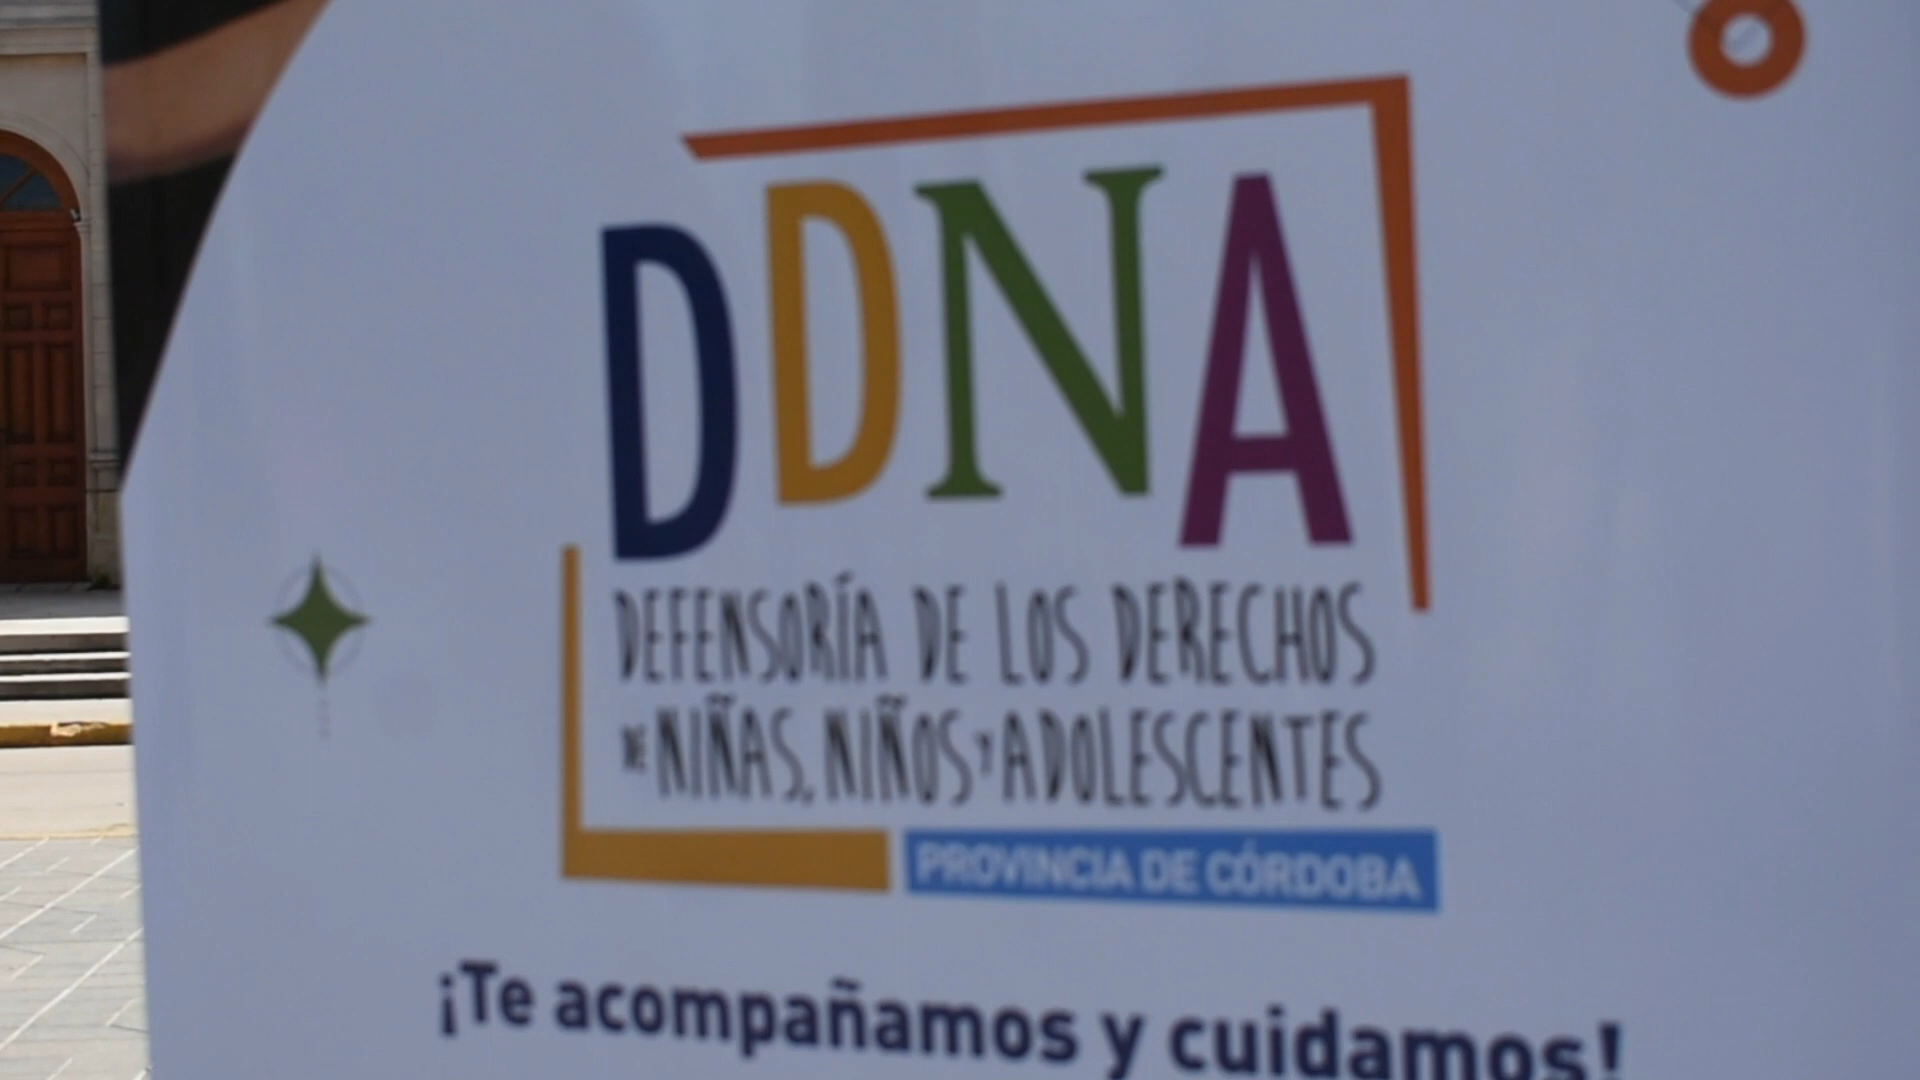 DDNA
DEFENSORÍA DE LOS DERECHOS
DE NIÑAS, NIÑOS Y ADOLESCENTES
PROVINCIA DE CÓRDOBA
¡Te acompañamos y cuidamos!